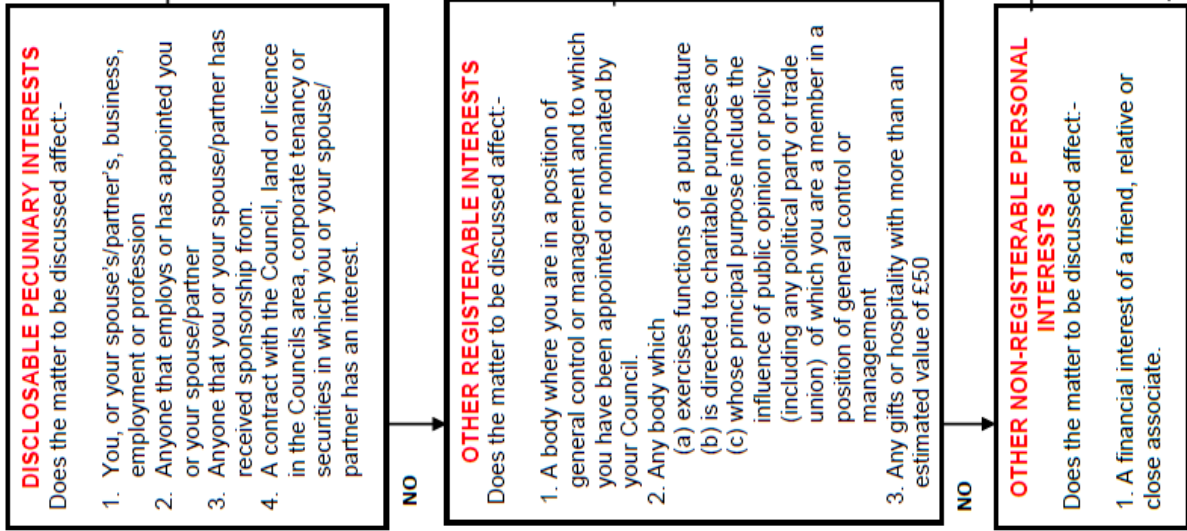 DISCLOSABLE PECUNIARY INTERESTS
Does the matter to be discussed affect:-
1. You, or your spouse's/partner's, business,
employment or profession
2. Anyone that employs or has appointed you
or your spouse/partner
3. Anyone that you or your spouse/partner has
received sponsorship from.
4. A contract with the Council, land or licence
in the Councils area, corporate tenancy or
securities in which you or your spouse/
partner has an interest.
NO
OTHER REGISTERABLE INTERESTS
Does the matter to be discussed affect:-
1. A body where you are in a position of
general control or management and to which
you have been appointed or nominated by
your Council.
2. Any body which
(a) exercises functions of a public nature
(b) is directed to charitable purposes or
(c) whose principal purpose include the
influence of public opinion or policy
(including any political party or trade
union) of which you are a member in a
position of general control or
management
3. Any gifts or hospitality with more than an
estimated value of £50
NO
OTHER NON-REGISTERABLE PERSONAL
INTERESTS
Does the matter to be discussed affect:-
1. A financial interest of a friend, relative or
close associate.